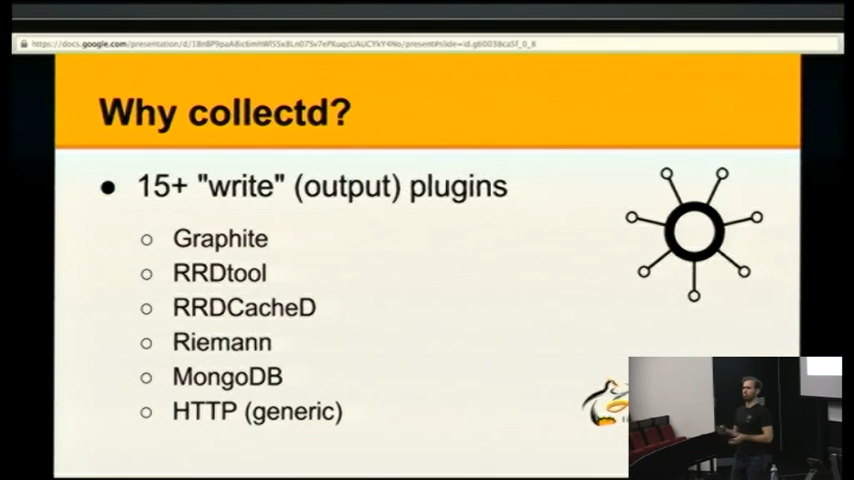 Why collectd?
● 15+ "write" (output) plugins
○ Graphite
○ RRDtool
○ RRDCacheD
○ Riemann
○ MongoDB
○ HTTP (generic)